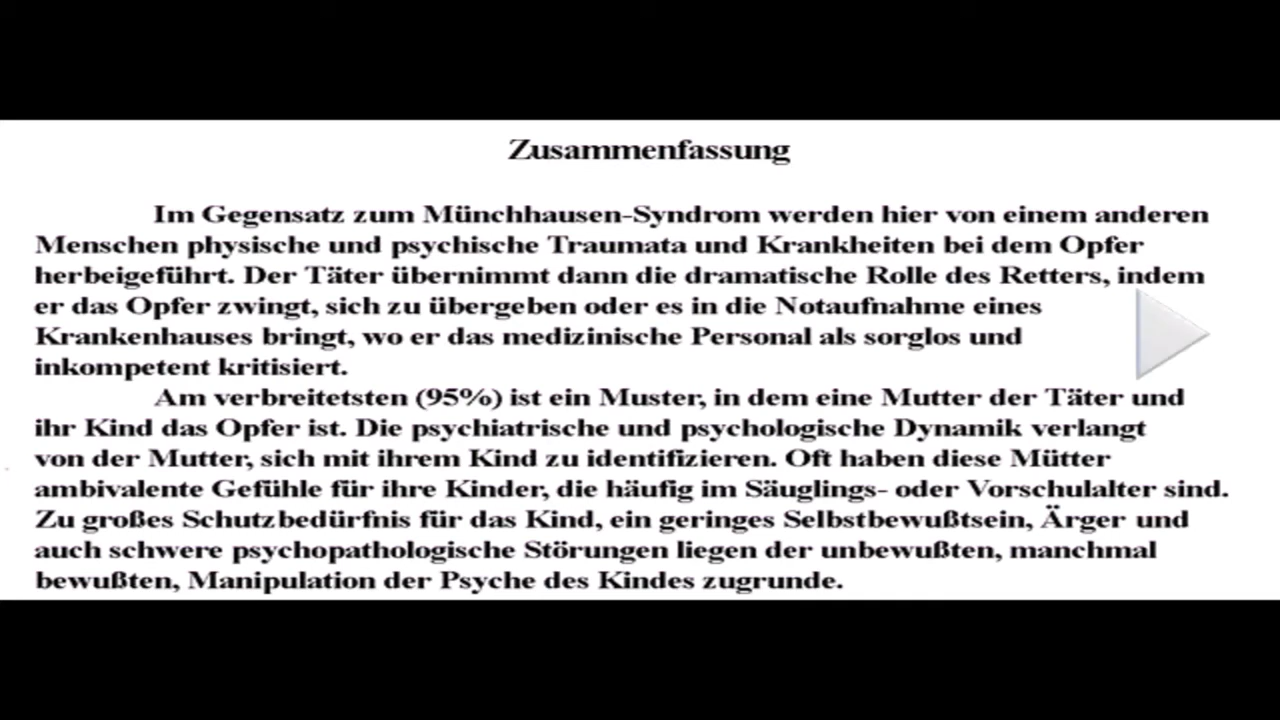 Zusammenfassung
Im Gegensatz zum Münchhausen-Syndrom werden hier von einem anderen
Menschen physische und psychische Traumata und Krankheiten bei dem Opfer
herbeigeführt. Der Täter übernimmt dann die dramatische Rolle des Retters, indem
er das Opfer zwingt, sich zu übergeben oder es in die Notaufnahme eines
Krankenhauses bringt, wo er das medizinische Personal als sorglos und
inkompetent kritisiert.
Am verbreitetsten (95%) ist ein Muster, in dem eine Mutter der Täter und
ihr Kind das Opfer ist. Die psychiatrische und psychologische Dynamik verlangt
von der Mutter, sich mit ihrem Kind zu identifizieren. Oft haben diese Mütter
ambivalente Gefühle für ihre Kinder, die häufig im Säuglings- oder Vorschulalter sind.
Zu großes Schutzbedürfnis für das Kind, ein geringes Selbstbewußtsein, Ärger und
auch schwere psychopathologische Störungen liegen der unbewußten, manchmal
bewußten, Manipulation der Psyche des Kindes zugrunde.